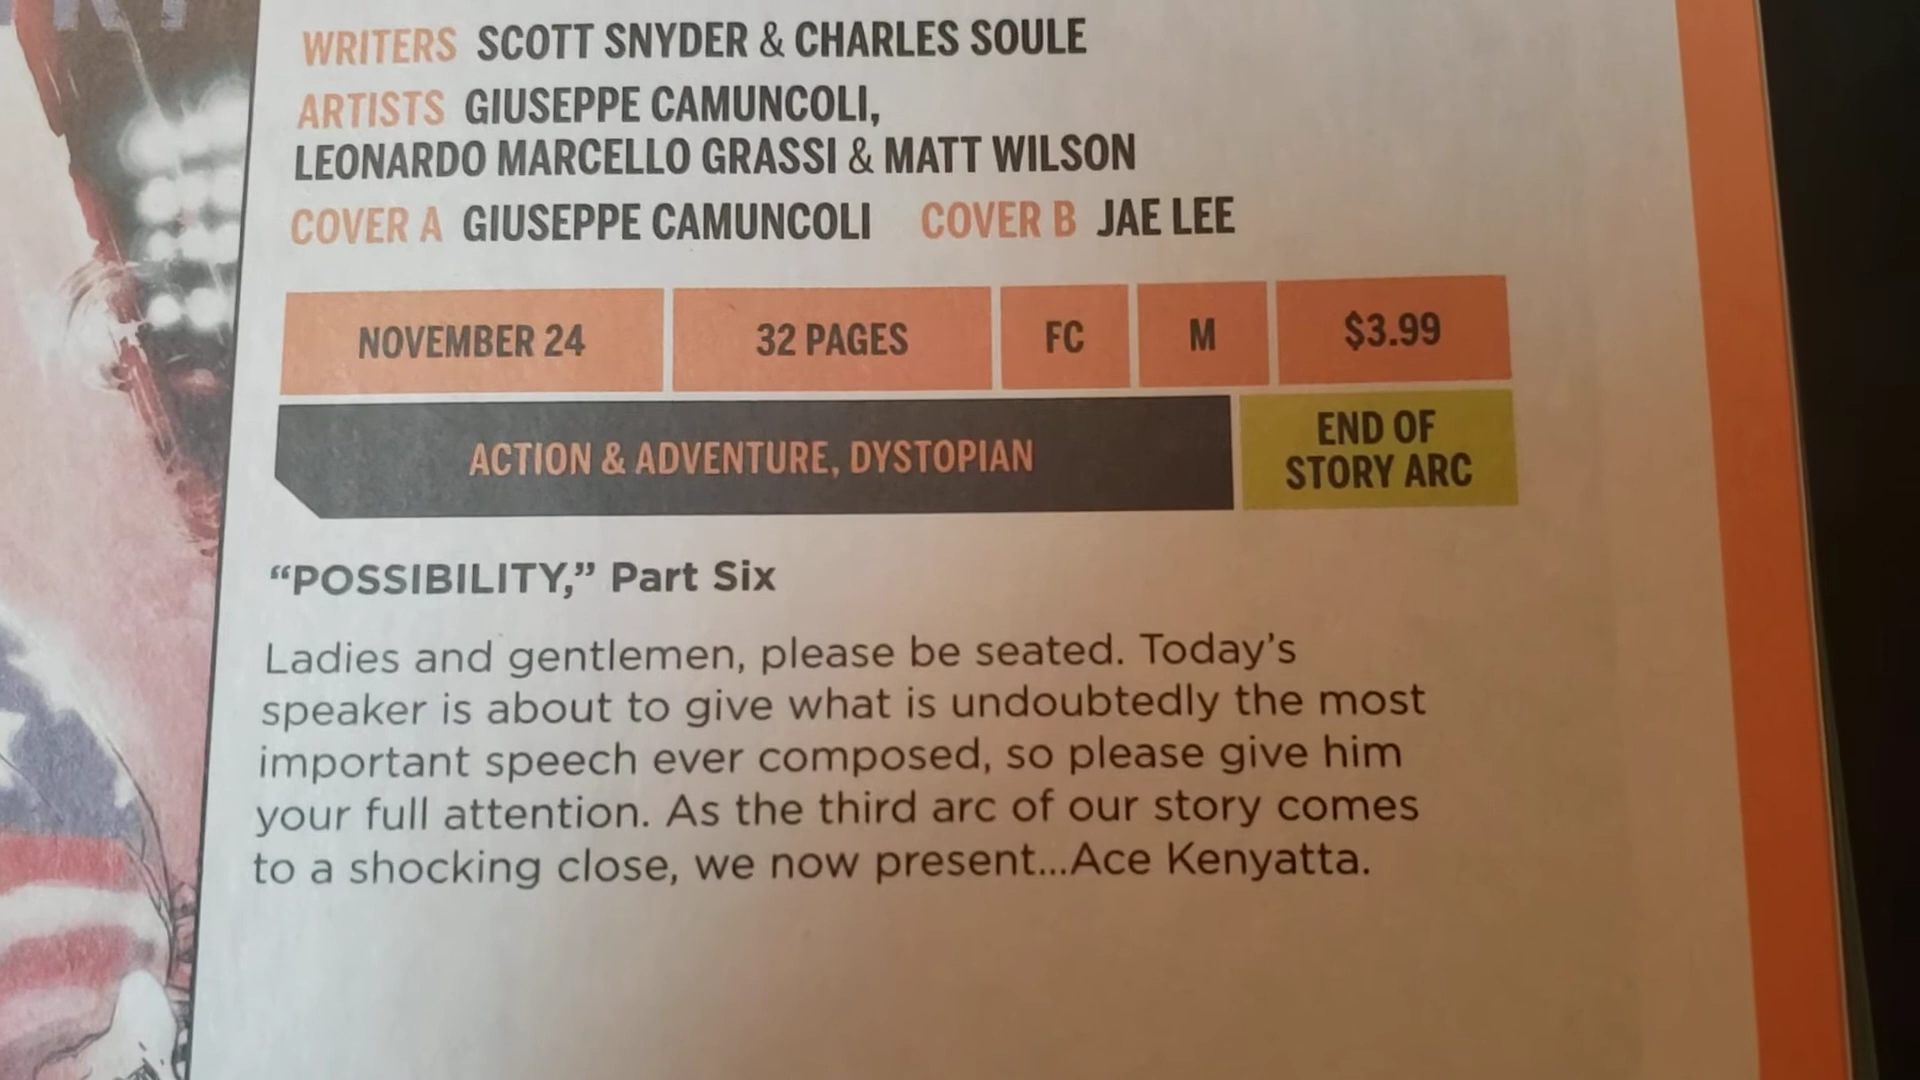 WRITERS SCOTT SNYDER & CHARLES SOULE
ARTISTS GIUSEPPE CAMUNCOLI,
LEONARDO MARCELLO GRASSI & MATT WILSON
COVER A GIUSEPPE CAMUNCOLI COVER B JAE LEE
NOVEMBER 24 32 PAGES FC M $3.99
ACTION & ADVENTURE, DYSTOPIAN
END OF
STORY ARC
“POSSIBILITY,” Part Six
Ladies and gentlemen, please be seated. Today’s
speaker is about to give what is undoubtedly the most
important speech ever composed, so please give him
your full attention. As the third arc of our story comes
to a shocking close, we now present...Ace Kenyatta.